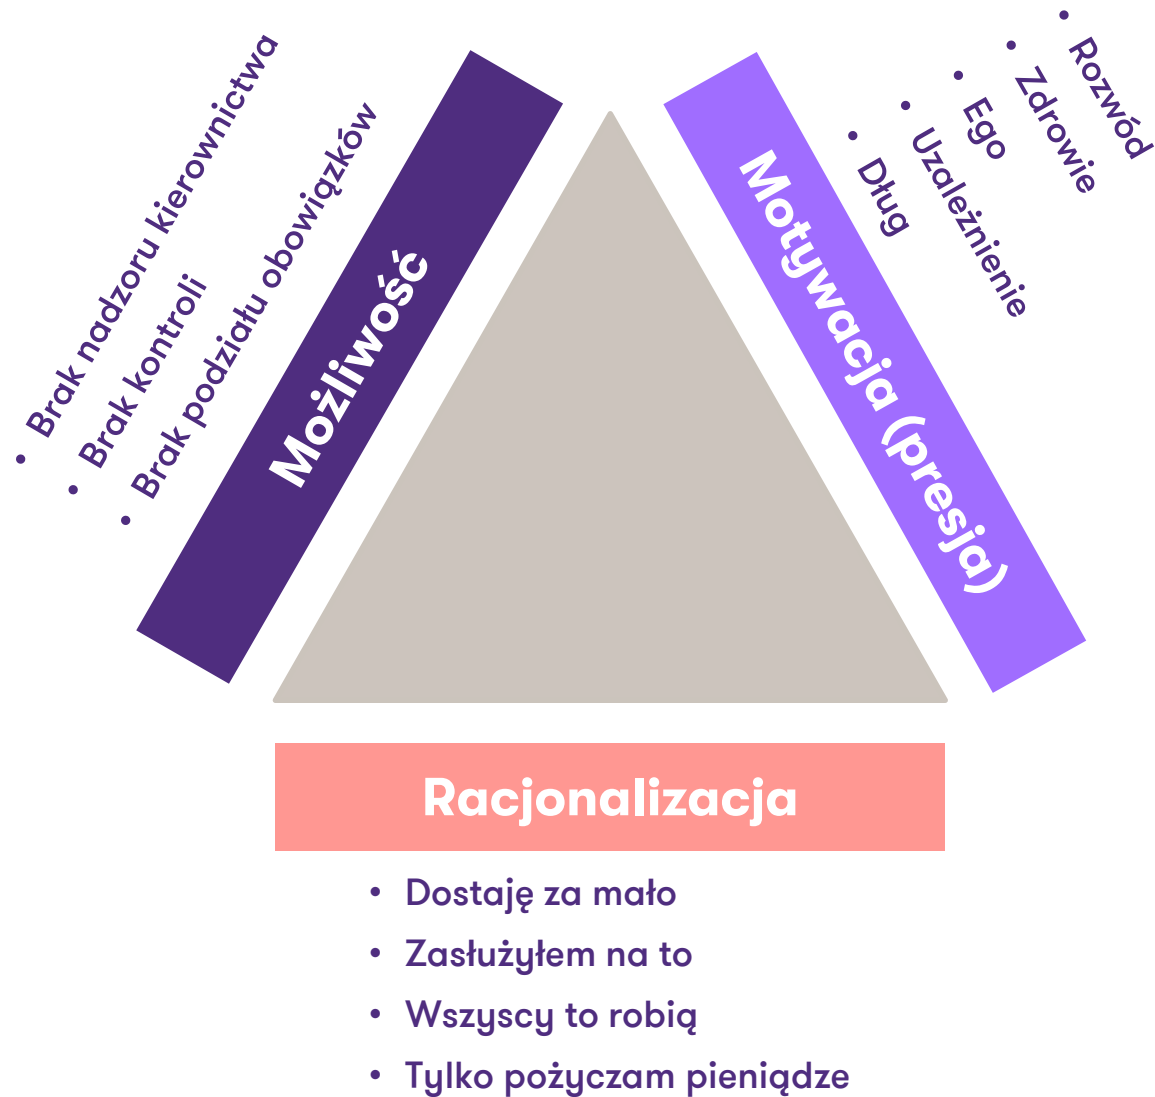 • Brak nadzoru kierownictwa
• Brak kontroli
• Brak podziału obowiązków
Możliwość
• Rozwód
• Zdrowie
• Ego
• Uzależnienie
• Dług
Motywacja (presja)
Racjonalizacja
• Dostaję za mało
• Zasłużyłem na to
• Wszyscy to robią
• Tylko pożyczam pieniądze